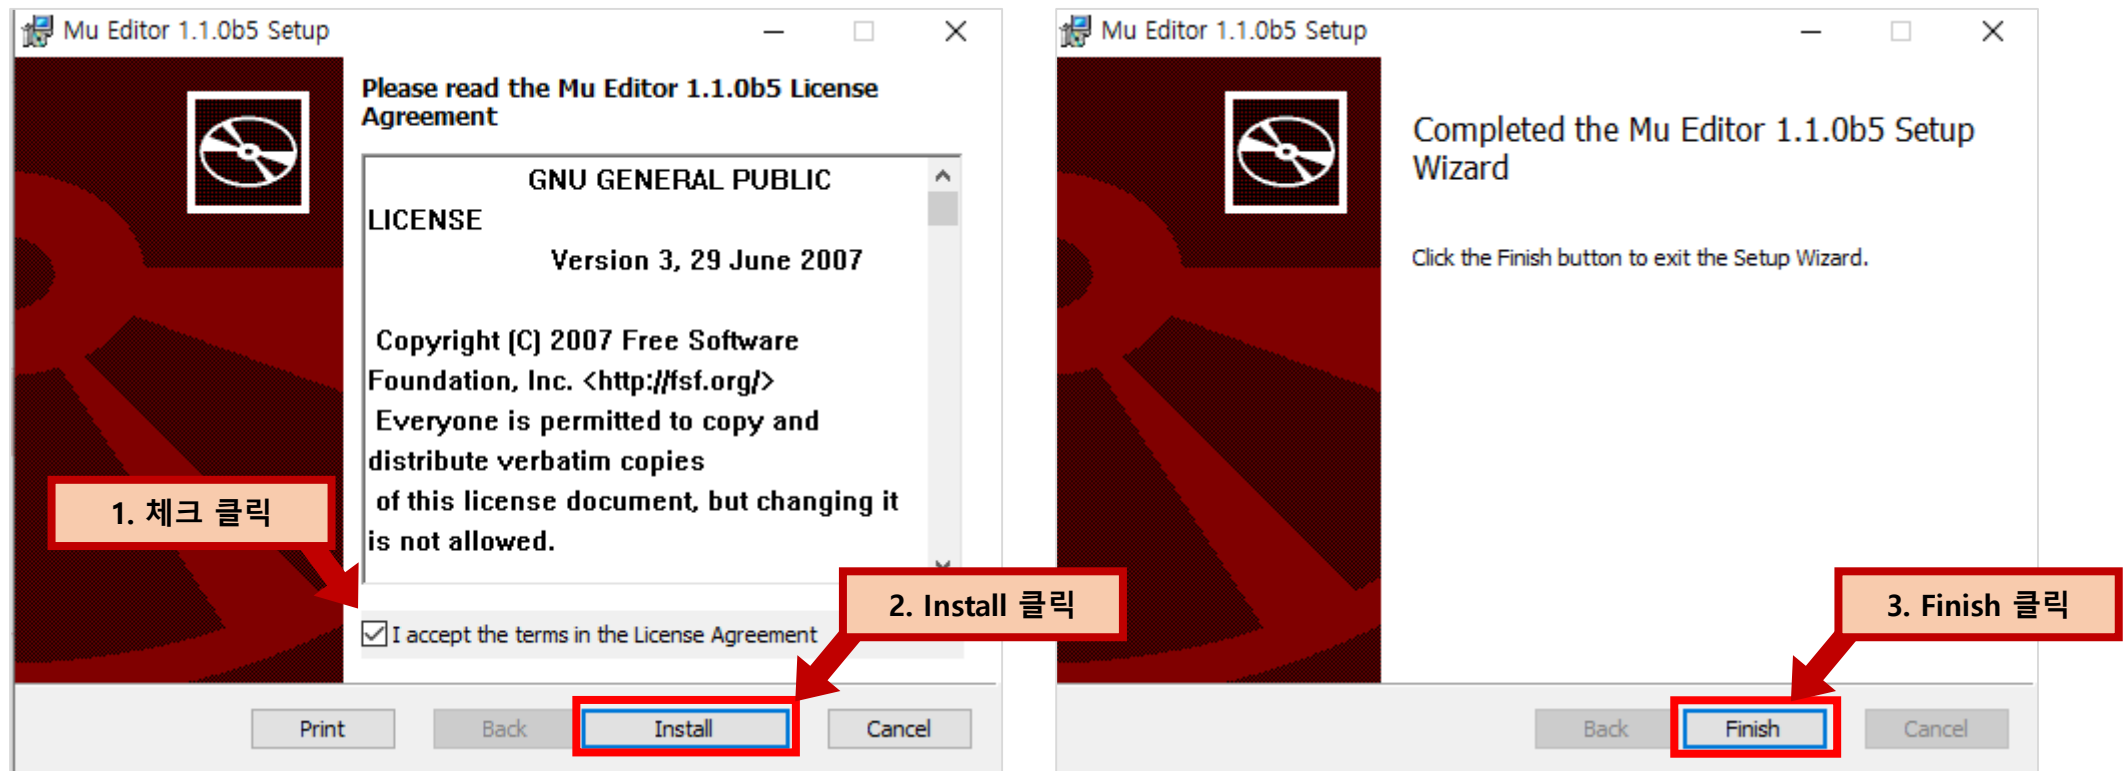 Mu Editor 1.1.0b5 Setup
Please read the Mu Editor 1.1.0b5 License
Agreement
GNU GENERAL PUBLIC
LICENSE
Version 3, 29 June 2007
Copyright (C) 2007 Free Software
Foundation, Inc. <http://fsf.org/>
Everyone is permitted to copy and
distribute verbatim copies
of this license document, but changing it
is not allowed.
1. 체크 클릭
2. Install 클릭
I accept the terms in the License Agreement
Print
Back
Install
Cancel
Mu Editor 1.1.0b5 Setup
Completed the Mu Editor 1.1.0b5 Setup
Wizard
Click the Finish button to exit the Setup Wizard.
3. Finish 클릭
Back
Finish
Cancel